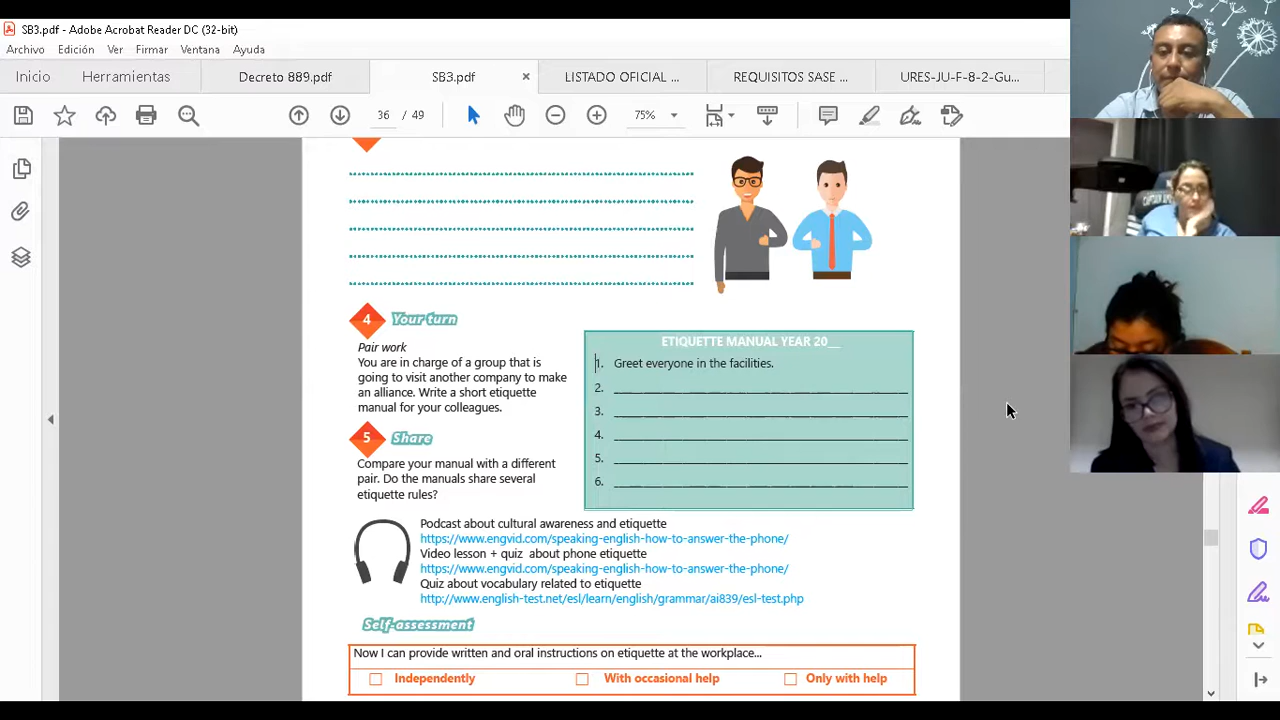 SB3.pdf - Adobe Acrobat Reader DC (32-bit)
Archivo Edición Ver Firmar Ventana Ayuda
Inicio Herramientas Decreto 889.pdf SB3.pdf × LISTADO OFICIAL ... REQUISITOS SASE ... URES-JU-F-8-2-Gu...
36 / 49 75%
4 Your turn
Pair work
You are in charge of a group that is
going to visit another company to make
an alliance. Write a short etiquette
manual for your colleagues.
5 Share
Compare your manual with a different
pair. Do the manuals share several
etiquette rules?
ETIQUETTE MANUAL YEAR 20__
1. Greet everyone in the facilities.
2.
3.
4.
5.
6.
Podcast about cultural awareness and etiquette
https://www.engvid.com/speaking-english-how-to-answer-the-phone/
Video lesson + quiz about phone etiquette
https://www.engvid.com/speaking-english-how-to-answer-the-phone/
Quiz about vocabulary related to etiquette
http://www.english-test.net/esl/learn/english/grammar/ai839/esl-test.php
Self-assessment
Now I can provide written and oral instructions on etiquette at the workplace...
Independently With occasional help Only with help